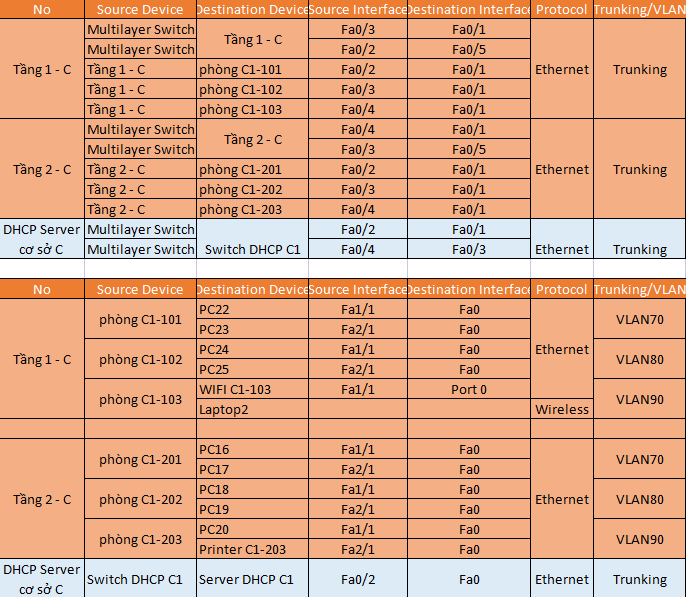 No Source Device Destination Device Source Interface Destination Interface Protocol Trunking/VLAN
Tầng 1 - C Multilayer Switch Tầng 1 - C Fa0/3 Fa0/1 Ethernet Trunking
Multilayer Switch Fa0/2 Fa0/5
Tầng 1 - C phòng C1-101 Fa0/2 Fa0/1
Tầng 1 - C phòng C1-102 Fa0/3 Fa0/1
Tầng 1 - C phòng C1-103 Fa0/4 Fa0/1
Tầng 2 - C Multilayer Switch Tầng 2 - C Fa0/4 Fa0/1 Ethernet Trunking
Multilayer Switch Fa0/3 Fa0/5
Tầng 2 - C phòng C1-201 Fa0/2 Fa0/1
Tầng 2 - C phòng C1-202 Fa0/3 Fa0/1
Tầng 2 - C phòng C1-203 Fa0/4 Fa0/1
DHCP Server Multilayer Switch Fa0/2 Fa0/1
cơ sở C Multilayer Switch Switch DHCP C1 Fa0/4 Fa0/3 Ethernet Trunking
No Source Device Destination Device Source Interface Destination Interface Protocol Trunking/VLAN
Tầng 1 - C phòng C1-101 PC22 Fa1/1 Fa0 Ethernet VLAN70
PC23 Fa2/1 Fa0
phòng C1-102 PC24 Fa1/1 Fa0 VLAN80
PC25 Fa2/1 Fa0
phòng C1-103 WIFI C1-103 Fa1/1 Port 0 VLAN90
Laptop2 Wireless
Tầng 2 - C phòng C1-201 PC16 Fa1/1 Fa0 Ethernet VLAN70
PC17 Fa2/1 Fa0
phòng C1-202 PC18 Fa1/1 Fa0 VLAN80
PC19 Fa2/1 Fa0
phòng C1-203 PC20 Fa1/1 Fa0 VLAN90
Printer C1-203 Fa2/1 Fa0
DHCP Server
cơ sở C Switch DHCP C1 Server DHCP C1 Fa0/2 Fa0 Ethernet Trunking